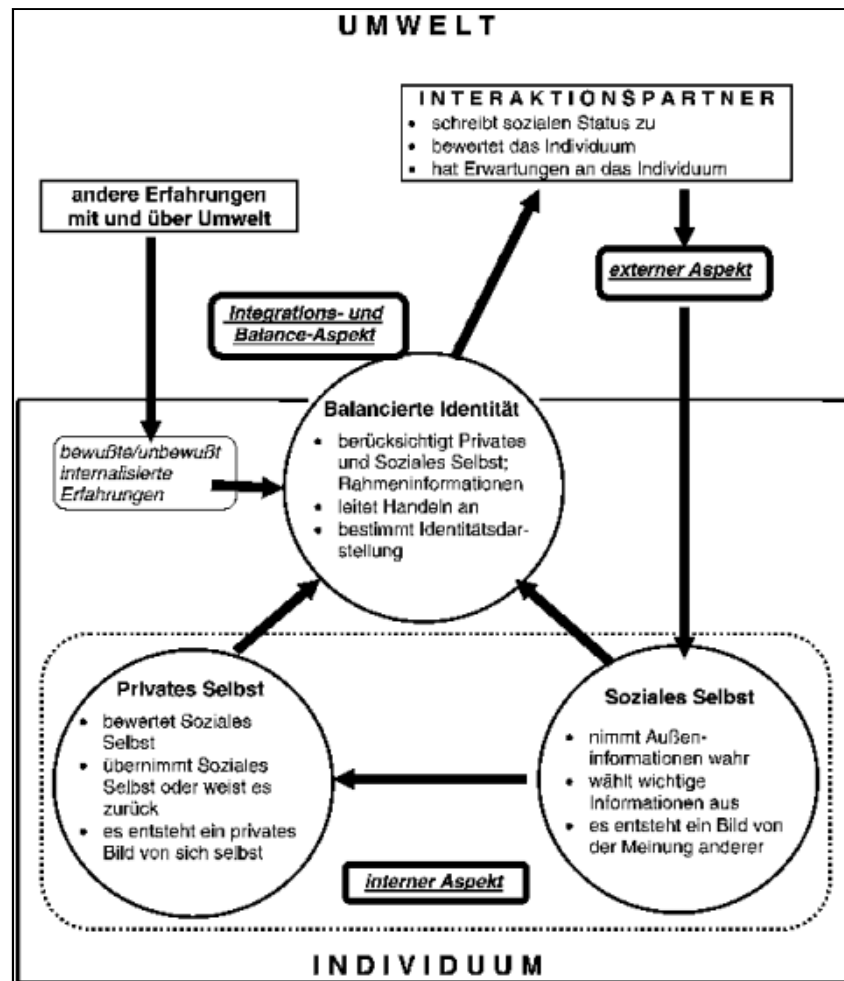 UMWELT
INTERAKTIONSPARTNER
• schreibt sozialen Status zu
• bewertet das Individuum
• hat Erwartungen an das Individuum
andere Erfahrungen
mit und über Umwelt
externer Aspekt
Integrations- und
Balance-Aspekt
Balancierte Identität
• berücksichtigt Privates
und Soziales Selbst;
Rahmeninformationen
• leitet Handeln an
• bestimmt Identitätsdar-
stellung
bewußte/unbewußt
internalisierte
Erfahrungen
Privates Selbst
• bewertet Soziales
Selbst
• übernimmt Soziales
Selbst oder weist es
zurück
• es entsteht ein privates
Bild von sich selbst
Soziales Selbst
• nimmt Außen-
informationen wahr
• wählt wichtige
Informationen aus
• es entsteht ein Bild von
der Meinung anderer
interner Aspekt
INDIVIDUUM